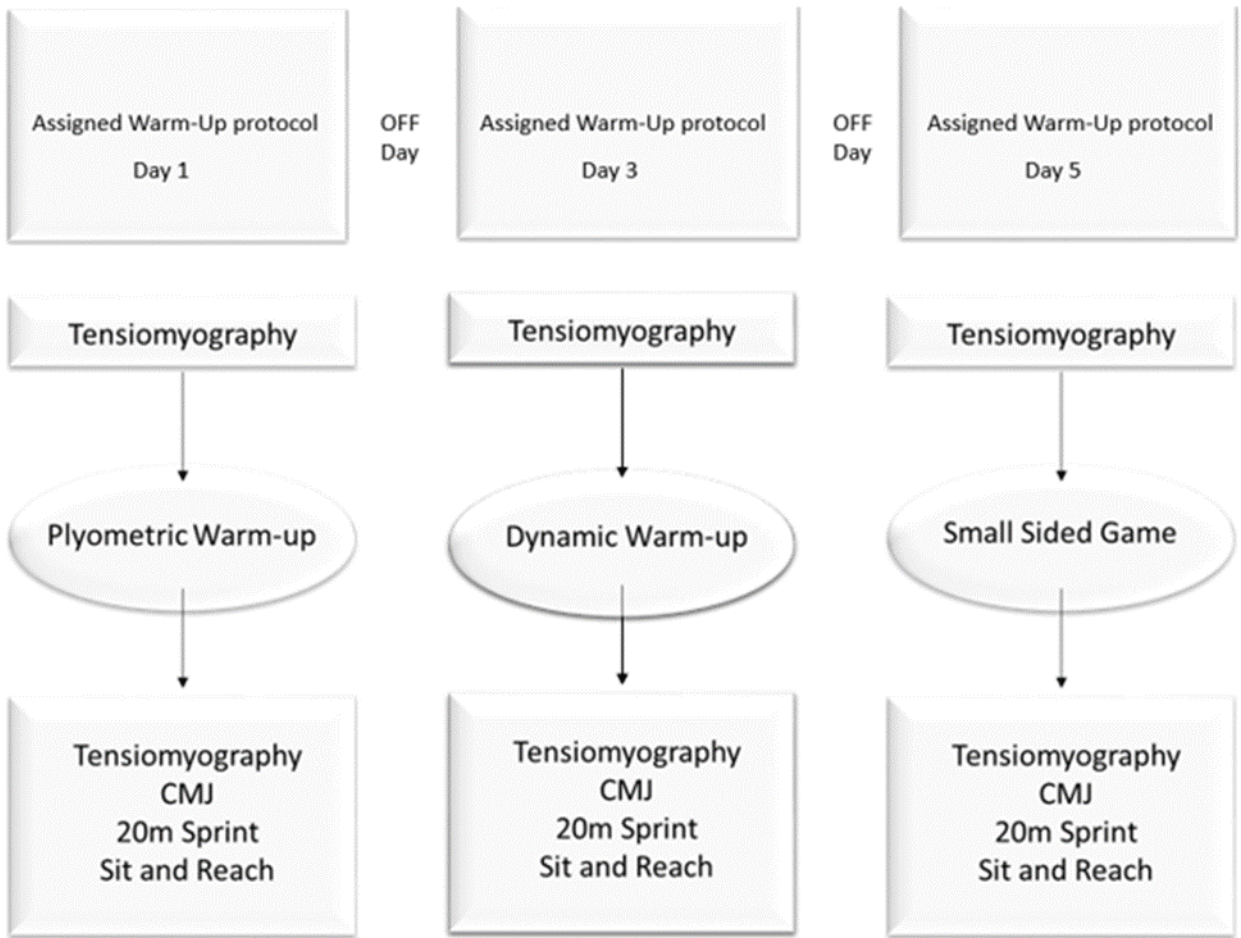 Assigned Warm-Up protocol
Day 1
OFF
Day
Assigned Warm-Up protocol
Day 3
OFF
Day
Assigned Warm-Up protocol
Day 5
Tensiomyography
Tensiomyography
Tensiomyography
Plyometric Warm-up
Dynamic Warm-up
Small Sided Game
Tensiomyography
CMJ
20m Sprint
Sit and Reach
Tensiomyography
CMJ
20m Sprint
Sit and Reach
Tensiomyography
CMJ
20m Sprint
Sit and Reach